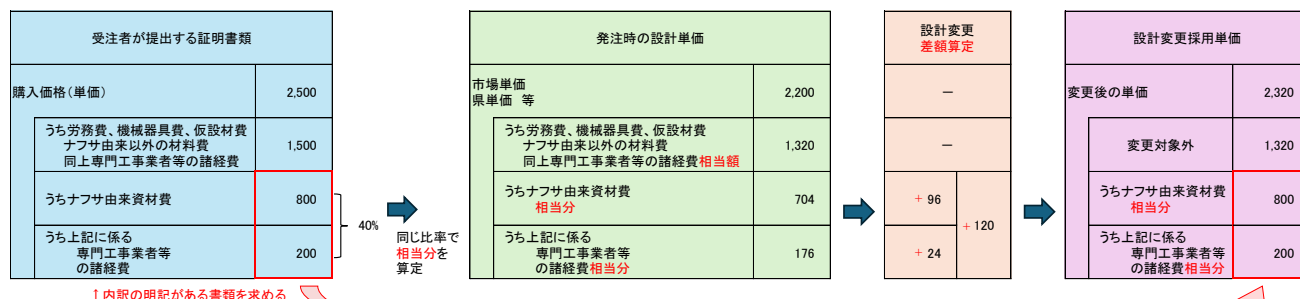 受注者が提出する証明書類
購入価格(単価)
2,500
うち労務費、機械器具費、仮設材費
ナフサ由来以外の材料費
同上専門工事業者等の諸経費
1,500
うちナフサ由来資材費
800
うち上記に係る
専門工事業者等
の諸経費
200
↑内訳の明記がある書類を求める
40%
同じ比率で
相当分を
算定
発注時の設計単価
市場単価
県単価 等
2,200
うち労務費、機械器具費、仮設材費
ナフサ由来以外の材料費
同上専門工事業者等の諸経費相当額
1,320
うちナフサ由来資材費
相当分
704
うち上記に係る
専門工事業者等
の諸経費相当分
176
設計変更
差額算定
－
－
+ 96
+ 24
+ 120
設計変更採用単価
変更後の単価
2,320
変更対象外
1,320
うちナフサ由来資材費
相当分
800
うち上記に係る
専門工事業者等
の諸経費相当分
200